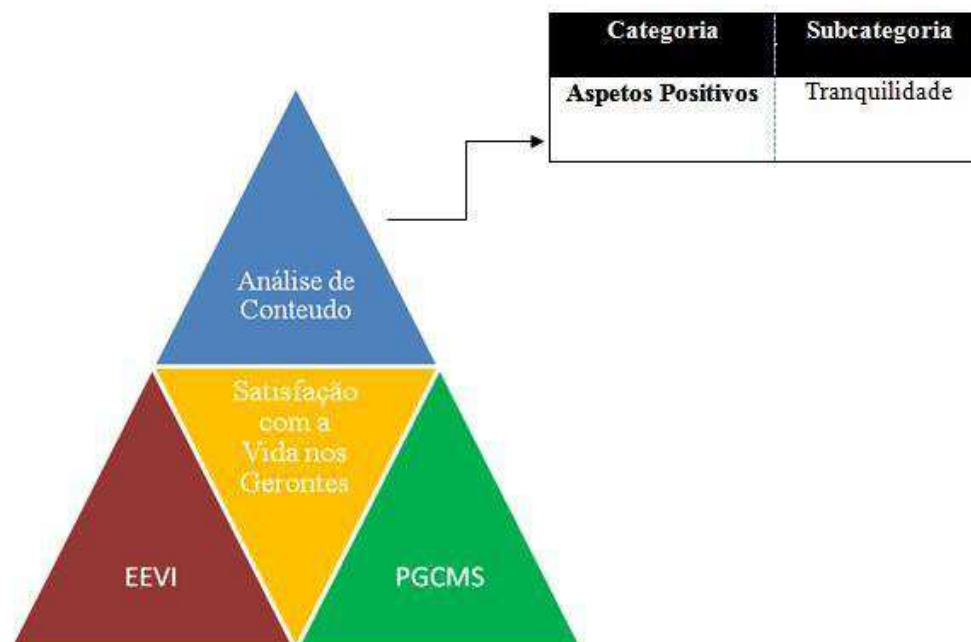 Categoria Subcategoria
Aspetos Positivos Tranquilidade
Análise de
Conteudo
Satisfação
com a
Vida nos
Gerontes
EEVI PGCMS